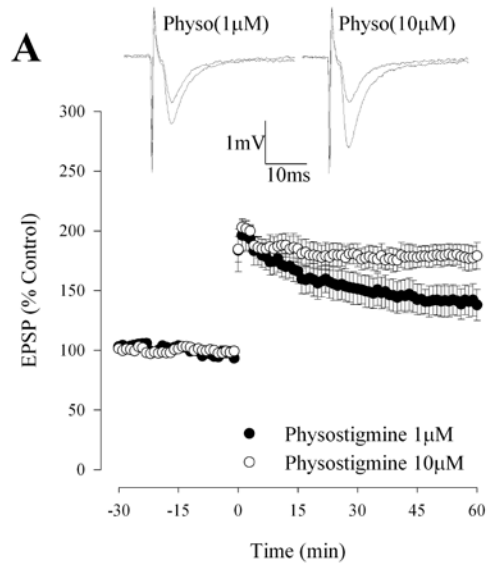 A
Physo(1μM)
Physo(10μM)
1mV
10ms
300
250
200
150
100
50
0
EPSP (% Control)
Physostigmine 1μM
Physostigmine 10μM
-30
-15
0
15
30
45
60
Time (min)